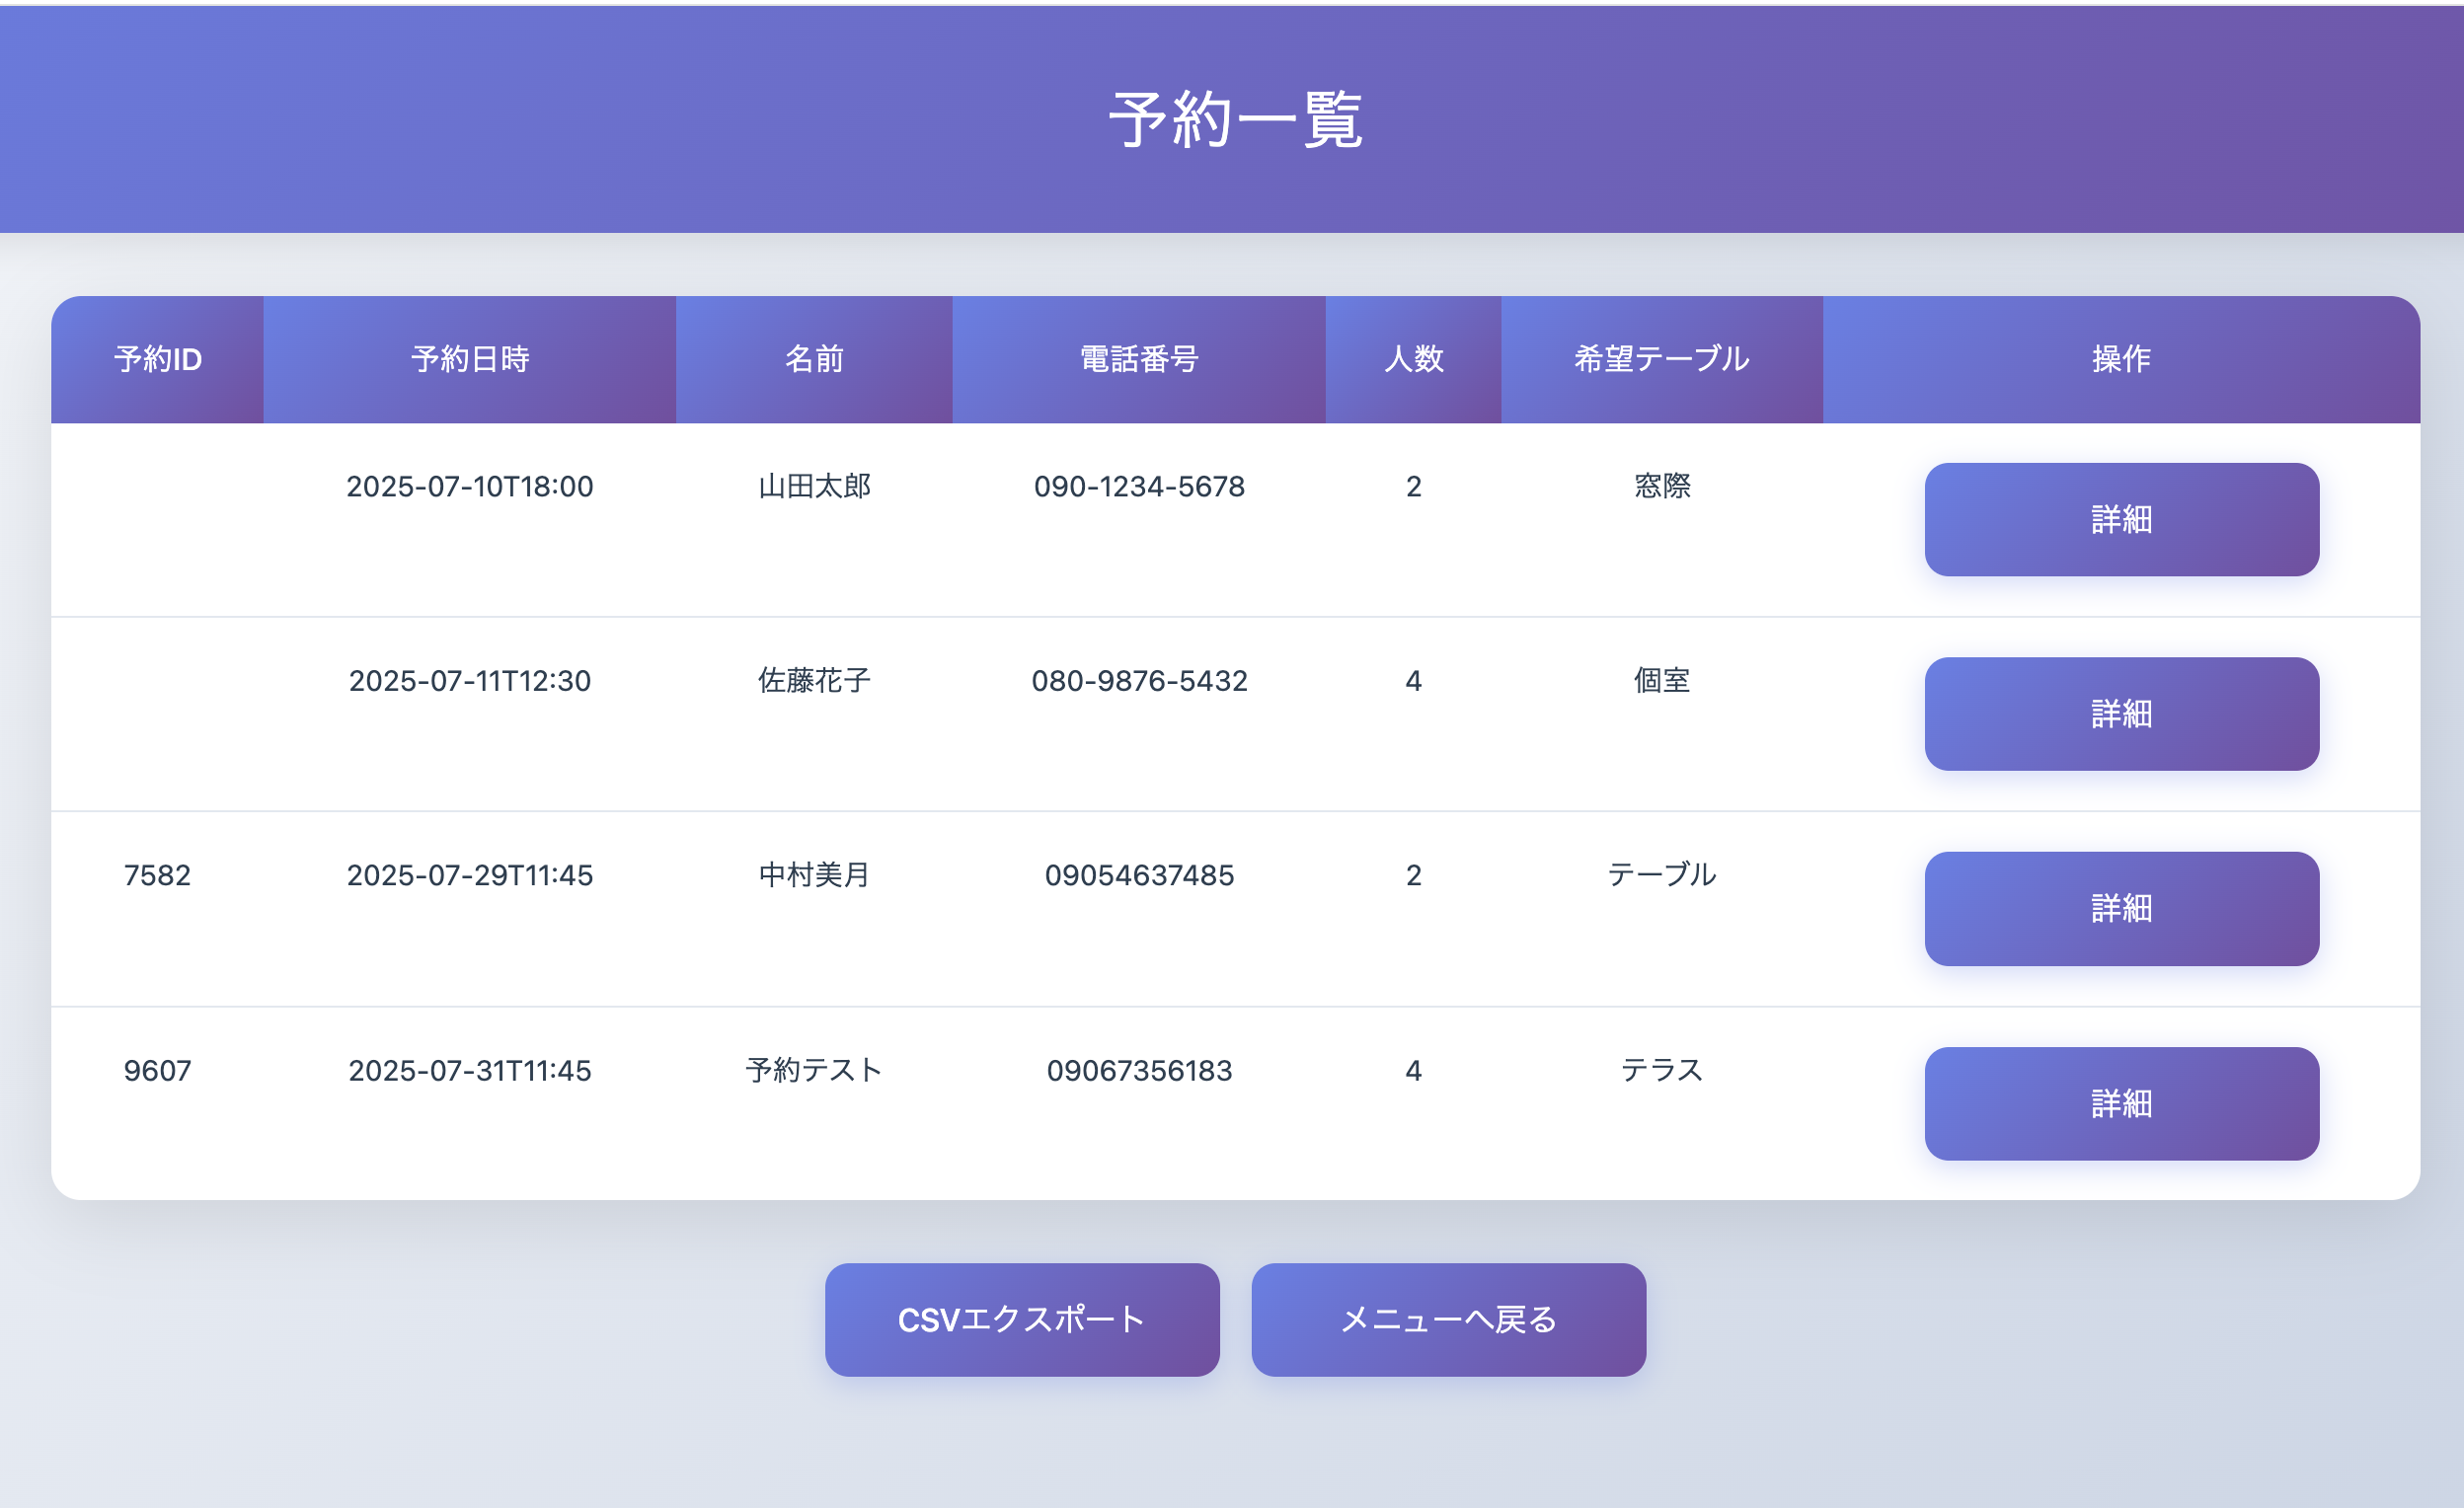 予約一覧
予約ID 予約日時 名前 電話番号 人数 希望テーブル 操作
2025-07-10T18:00 山田太郎 090-1234-5678 2 窓際 詳細
2025-07-11T12:30 佐藤花子 080-9876-5432 4 個室 詳細
7582 2025-07-29T11:45 中村美月 09054637485 2 テーブル 詳細
9607 2025-07-31T11:45 予約テスト 09067356183 4 テラス 詳細
CSVエクスポート メニューへ戻る